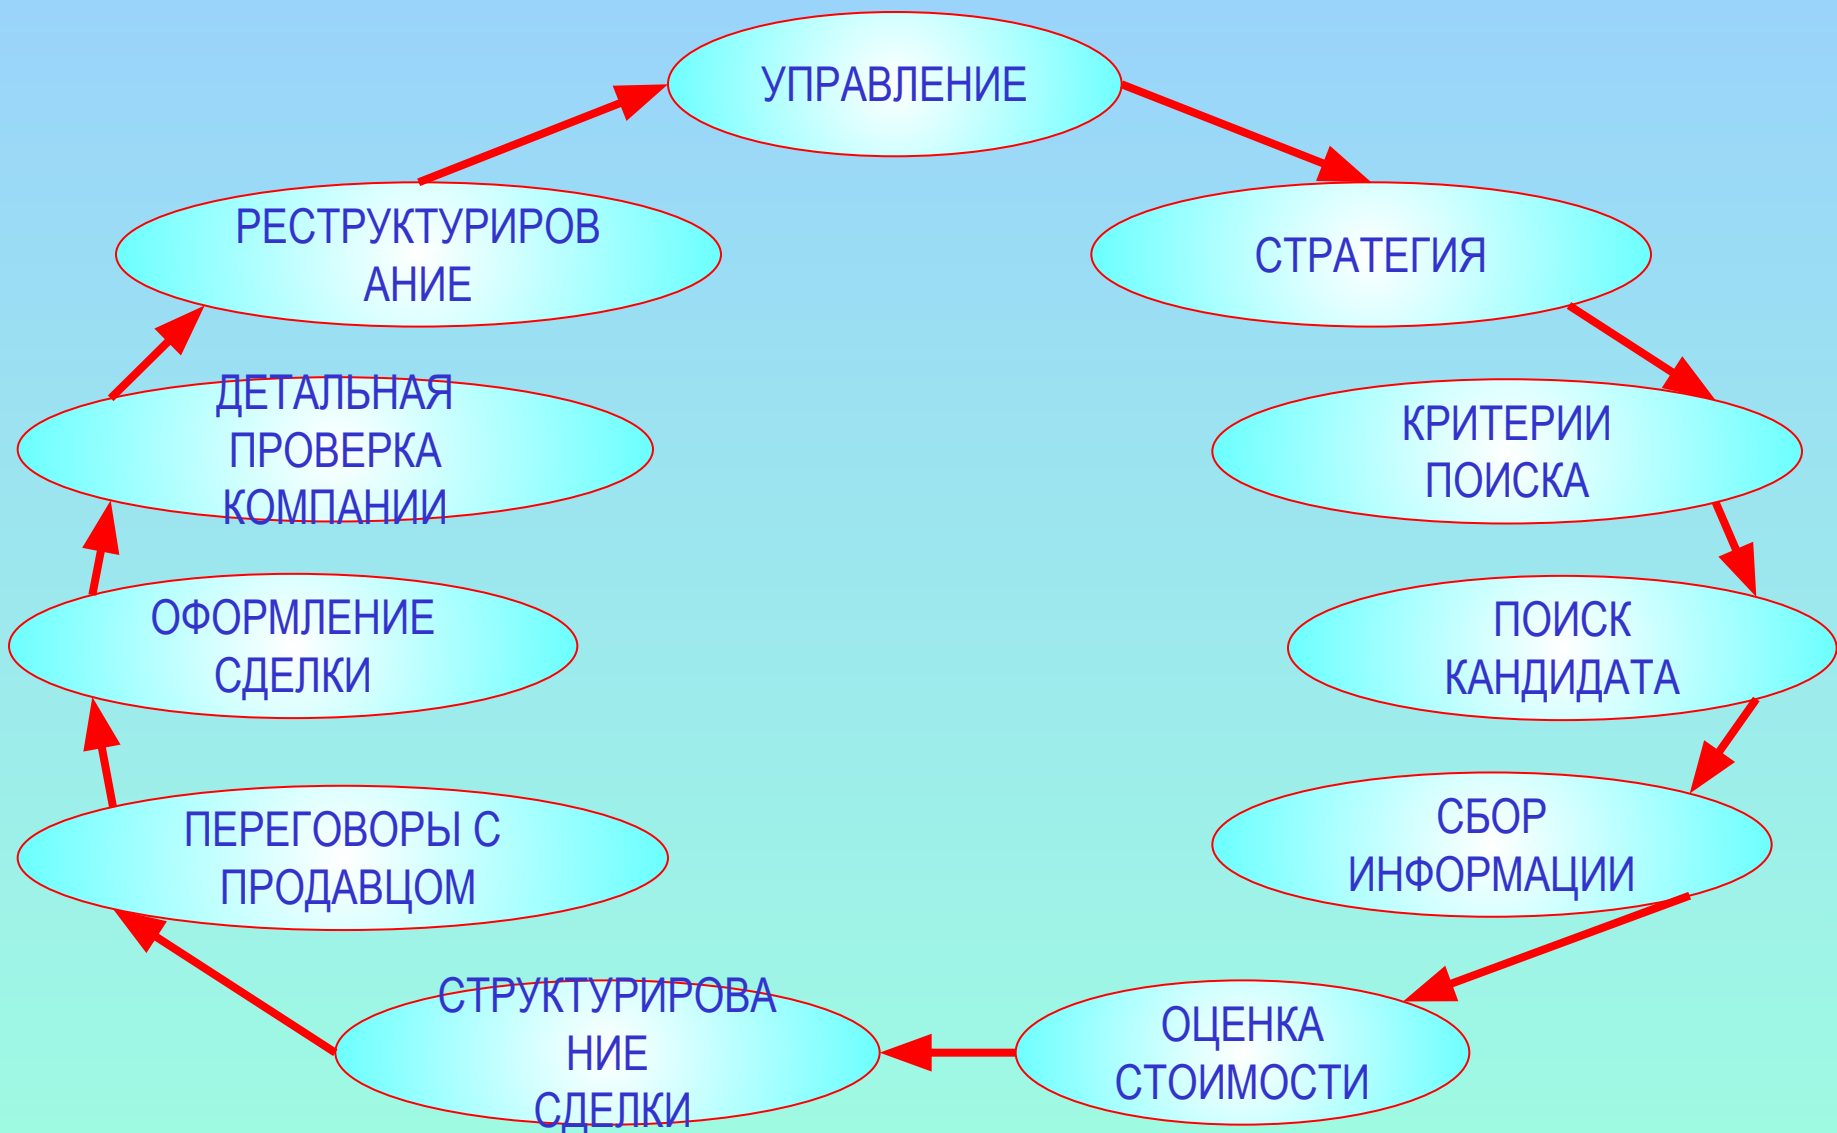 УПРАВЛЕНИЕ
СТРАТЕГИЯ
КРИТЕРИИ
ПОИСКА
ПОИСК
КАНДИДАТА
СБОР
ИНФОРМАЦИИ
ОЦЕНКА
СТОИМОСТИ
СТРУКТУРИРОВА
НИЕ
СДЕЛКИ
ПЕРЕГОВОРЫ С
ПРОДАВЦОМ
ОФОРМЛЕНИЕ
СДЕЛКИ
ДЕТАЛЬНАЯ
ПРОВЕРКА
КОМПАНИИ
РЕСТРУКТУРИРОВ
АНИЕ